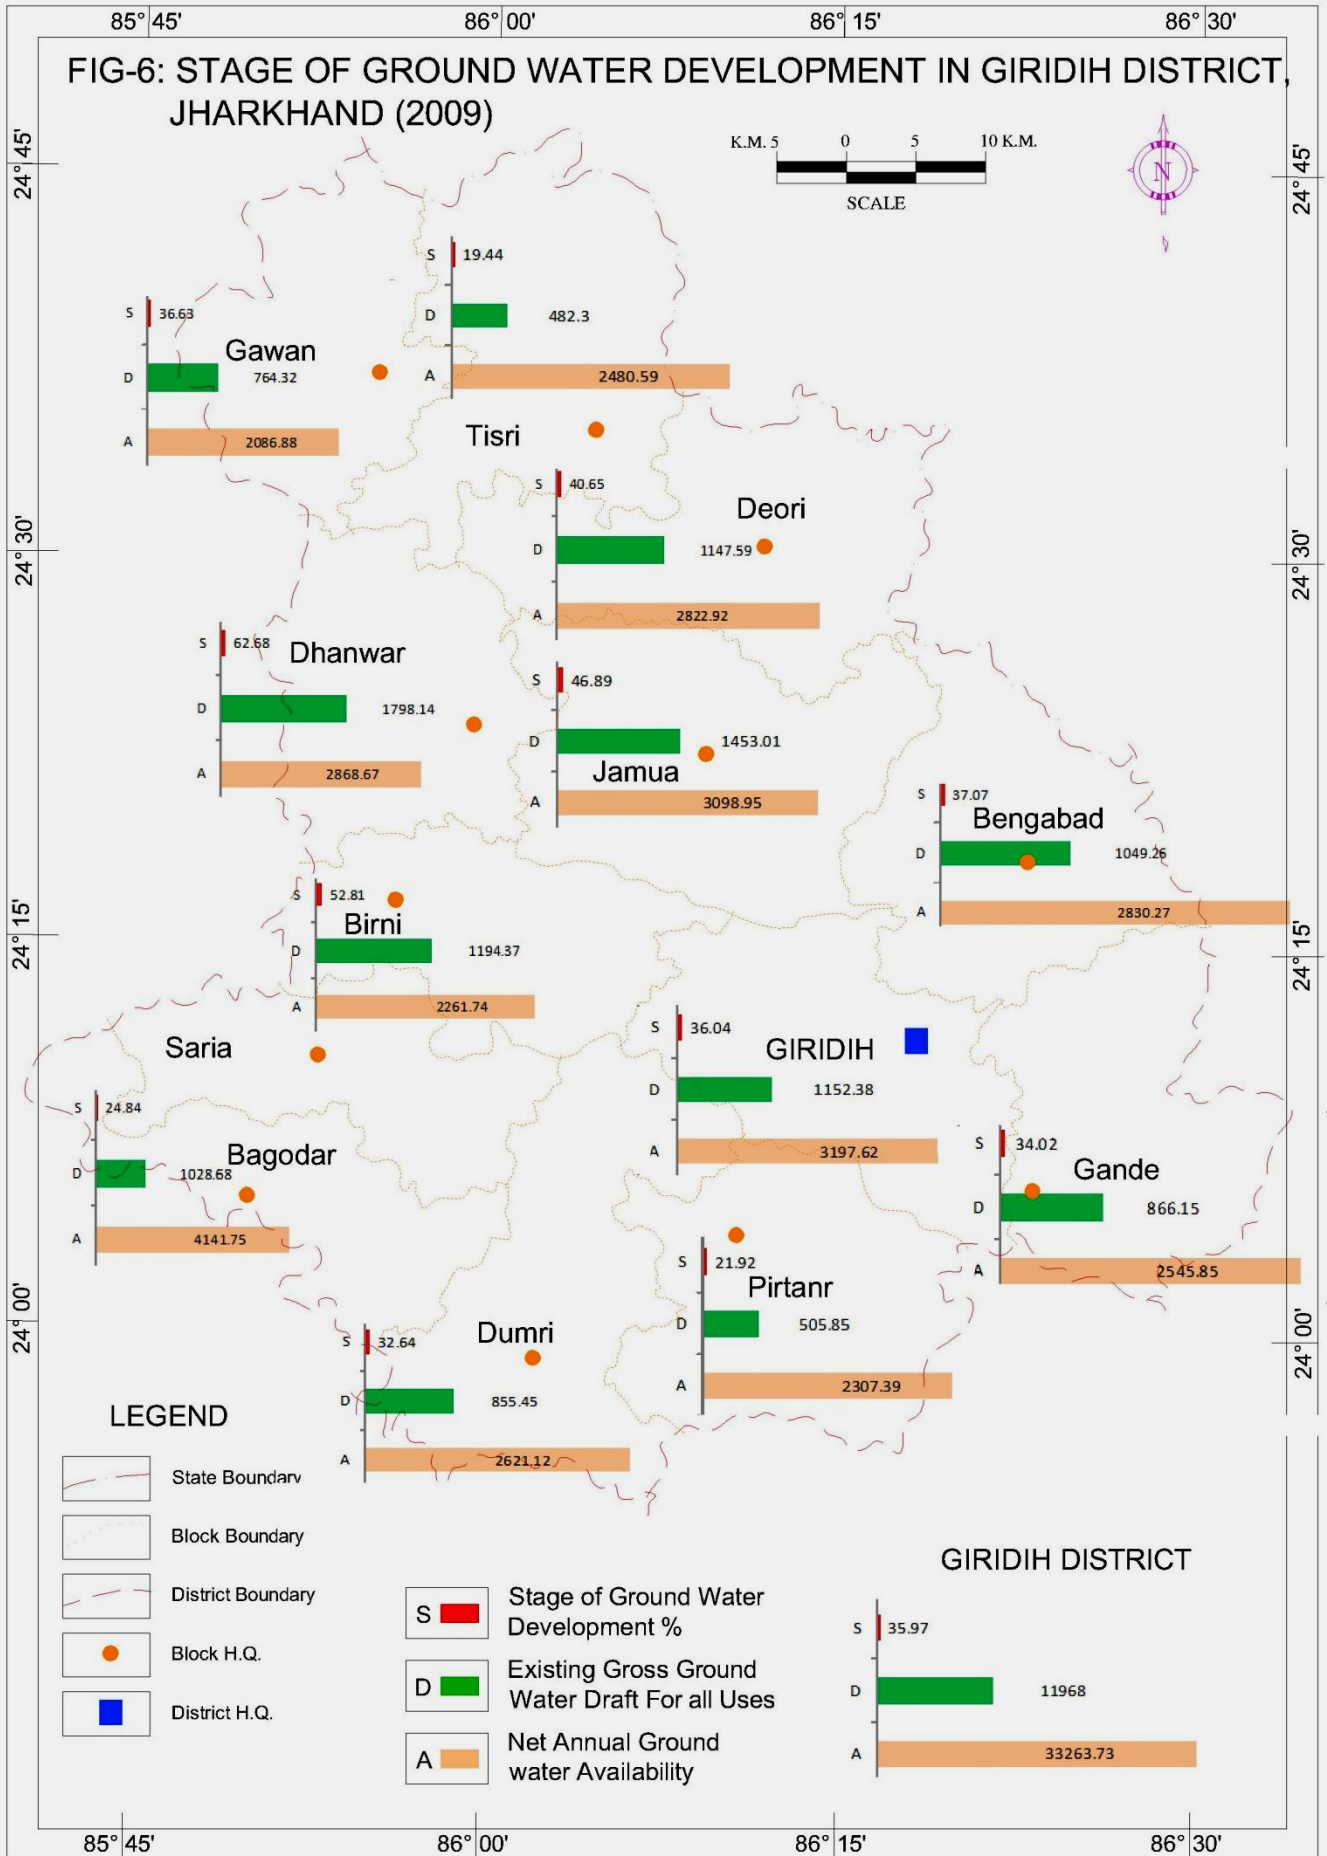 85° 45'
86° 00'
86° 15'
86° 30'
FIG-6: STAGE OF GROUND WATER DEVELOPMENT IN GIRIDIH DISTRICT,
JHARKHAND (2009)
24° 45'
24° 45'
K.M. 5 0 5 10 K.M.
SCALE
N
S 19.44
D 482.3
A 2480.59
Tisri
S 36.63
Gawan
D 764.32
A 2086.88
S 40.65
Deori
D 1147.59
A 2822.92
24° 30'
24° 30'
S 62.68
Dhanwar
D 1798.14
A 2868.67
S 46.89
D 1453.01
Jamua
A 3098.95
S 37.07
Bengabad
D 1049.26
A 2830.27
S 52.81
Birni
D 1194.37
A 2261.74
24° 15'
24° 15'
Saria
S 36.04
GIRIDIH
D 1152.38
A 3197.62
S 24.84
Bagodar
D 1028.68
A 4141.75
S 34.02
Gande
D 866.15
A 2545.85
S 21.92
Pirtanr
D 505.85
A 2307.39
24° 00'
24° 00'
S 32.64
Dumri
D 855.45
A 2621.12
LEGEND
State Boundary
Block Boundary
District Boundary
Block H.Q.
District H.Q.
S Stage of Ground Water
Development %
D Existing Gross Ground
Water Draft For all Uses
A Net Annual Ground
water Availability
GIRIDIH DISTRICT
S 35.97
D 11968
A 33263.73
85° 45'
86° 00'
86° 15'
86° 30'